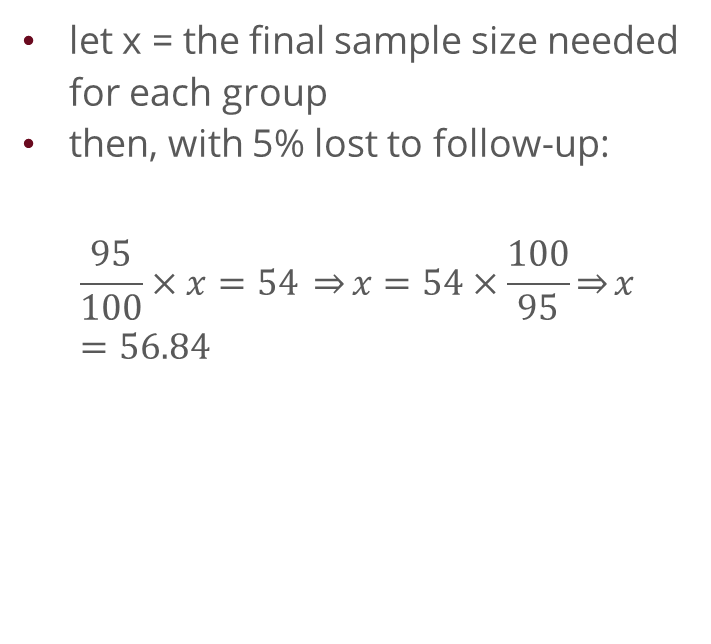 • let x = the final sample size needed
for each group
• then, with 5% lost to follow-up:
95/100 × x = 54 ⇒ x = 54 × 100/95 ⇒ x
= 56.84